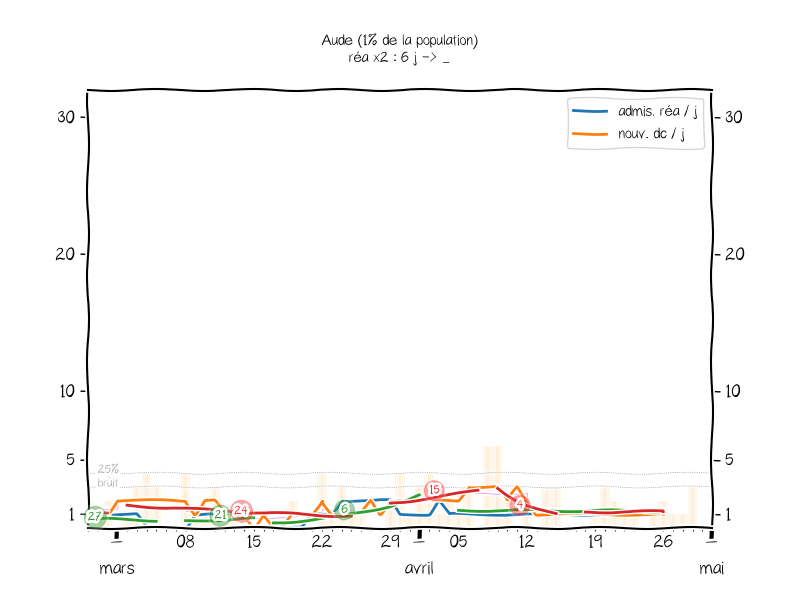 Aude (1% de la population)
réa x2 : 6 j -> _
admis. réa / j
nouv. dc / j
30 30
20 20
10 10
5 5
1 1
25%
bruit
27 21 24 6 15 4
08 15 22 29 05 12 19 26
mars avril mai